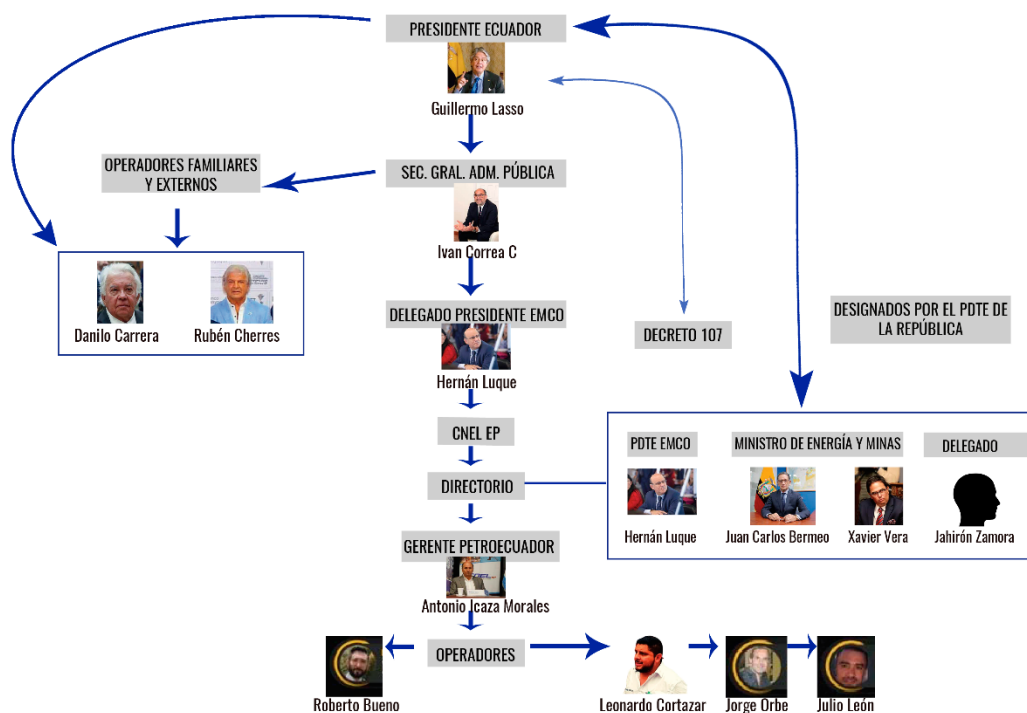 PRESIDENTE ECUADOR
Guillermo Lasso
OPERADORES FAMILIARES
Y EXTERNOS
SEC. GRAL. ADM. PÚBLICA
Ivan Correa C
Danilo Carrera
Rubén Cherres
DELEGADO PRESIDENTE EMCO
Hernán Luque
DECRETO 107
DESIGNADOS POR EL PDTE DE
LA REPÚBLICA
CNEL EP
DIRECTORIO
PDTE EMCO
MINISTRO DE ENERGÍA Y MINAS
DELEGADO
Hernán Luque
Juan Carlos Bermeo
Xavier Vera
Jahirón Zamora
GERENTE PETROECUADOR
Antonio Icaza Morales
OPERADORES
Roberto Bueno
Leonardo Cortazar
Jorge Orbe
Julio León